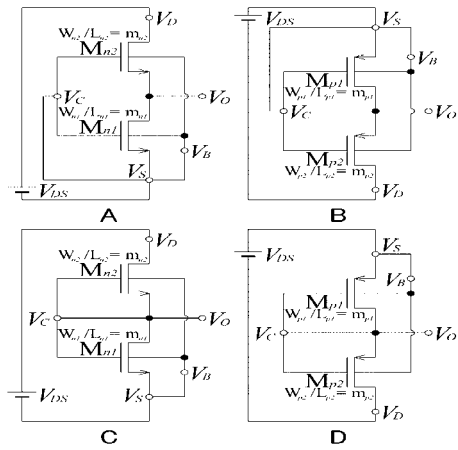 V_D
W_n2/L_n2= m_n2
M_n2
V_C
V_O
W_n1/L_n1= m_n1
M_n1
V_B
V_S
V_DS
A
V_DS
V_S
V_B
M_p1
W_p1/L_p1= m_p1
V_C
V_O
M_p2
W_p2/L_p2= m_p2
V_D
B
V_D
W_n2/L_n2= m_n2
M_n2
V_C
V_O
W_n1/L_n1= m_n1
M_n1
V_B
V_S
V_DS
C
V_DS
V_S
V_B
M_p1
W_p1/L_p1= m_p1
V_C
V_O
M_p2
W_p2/L_p2= m_p2
V_D
D